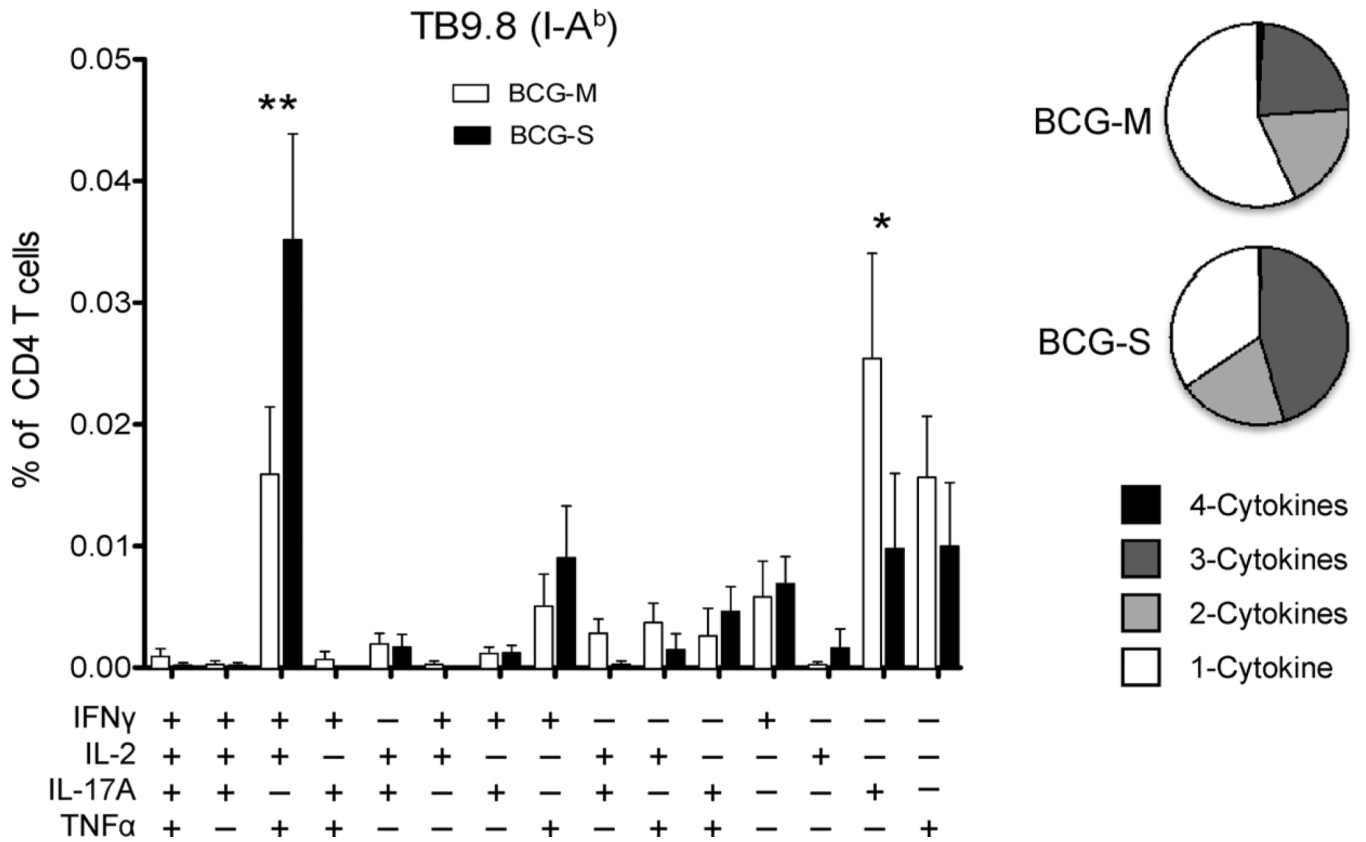 TB9.8 (I-Aᵇ)
BCG-M
BCG-S
% of CD4 T cells
0.05
0.04
0.03
0.02
0.01
0.00
**
*
IFNγ + + + + − + + + − − − + − − −
IL-2 + + + − + + − − + + − − + − −
IL-17A + + − + + − + − + − + − − + −
TNFα + − + + − − − + − + + − − − +
BCG-M
BCG-S
4-Cytokines
3-Cytokines
2-Cytokines
1-Cytokine